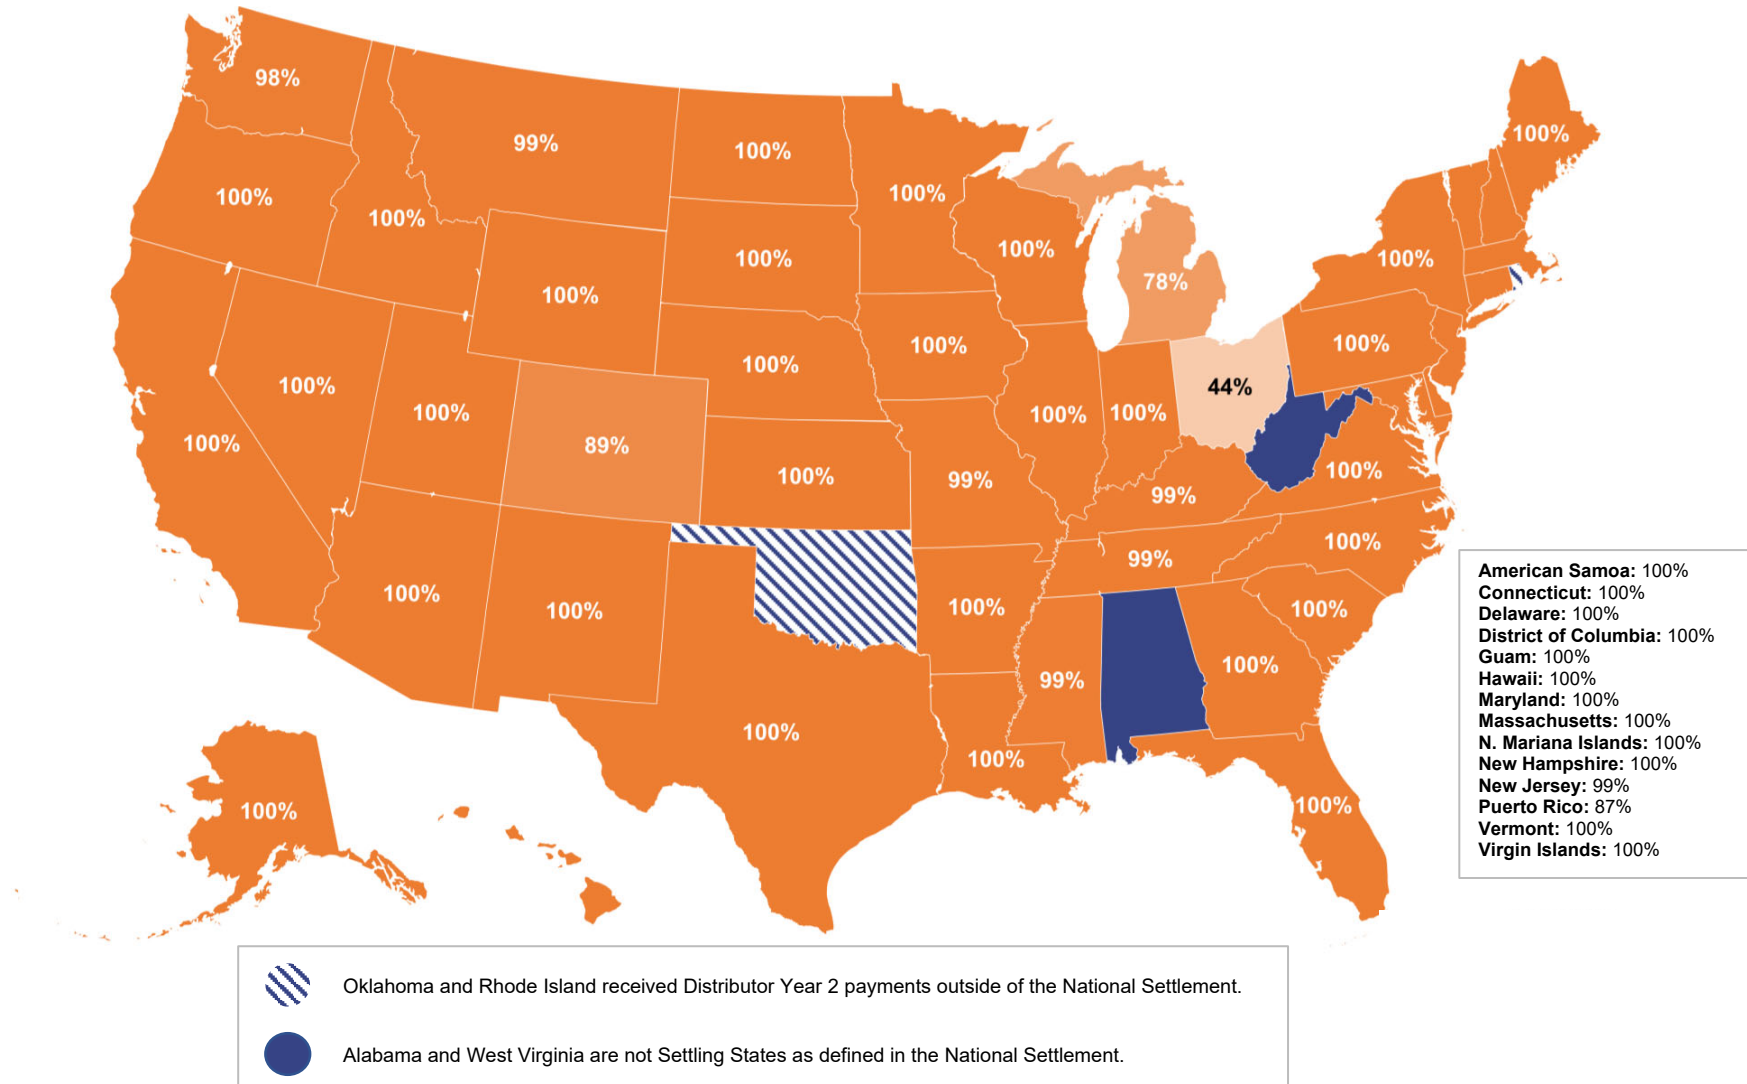 98%
99%
100%
100%
100%
100%
100%
100%
100%
100%
100%
100%
78%
100%
100%
100%
100%
100%
100%
44%
100%
100%
89%
100%
100%
100%
100%
99%
99%
100%
100%
99%
100%
100%
100%
100%
100%
99%
100%
100%
100%
100%
100%
American Samoa: 100%
Connecticut: 100%
Delaware: 100%
District of Columbia: 100%
Guam: 100%
Hawaii: 100%
Maryland: 100%
Massachusetts: 100%
N. Mariana Islands: 100%
New Hampshire: 100%
New Jersey: 99%
Puerto Rico: 87%
Vermont: 100%
Virgin Islands: 100%
Oklahoma and Rhode Island received Distributor Year 2 payments outside of the National Settlement.
Alabama and West Virginia are not Settling States as defined in the National Settlement.